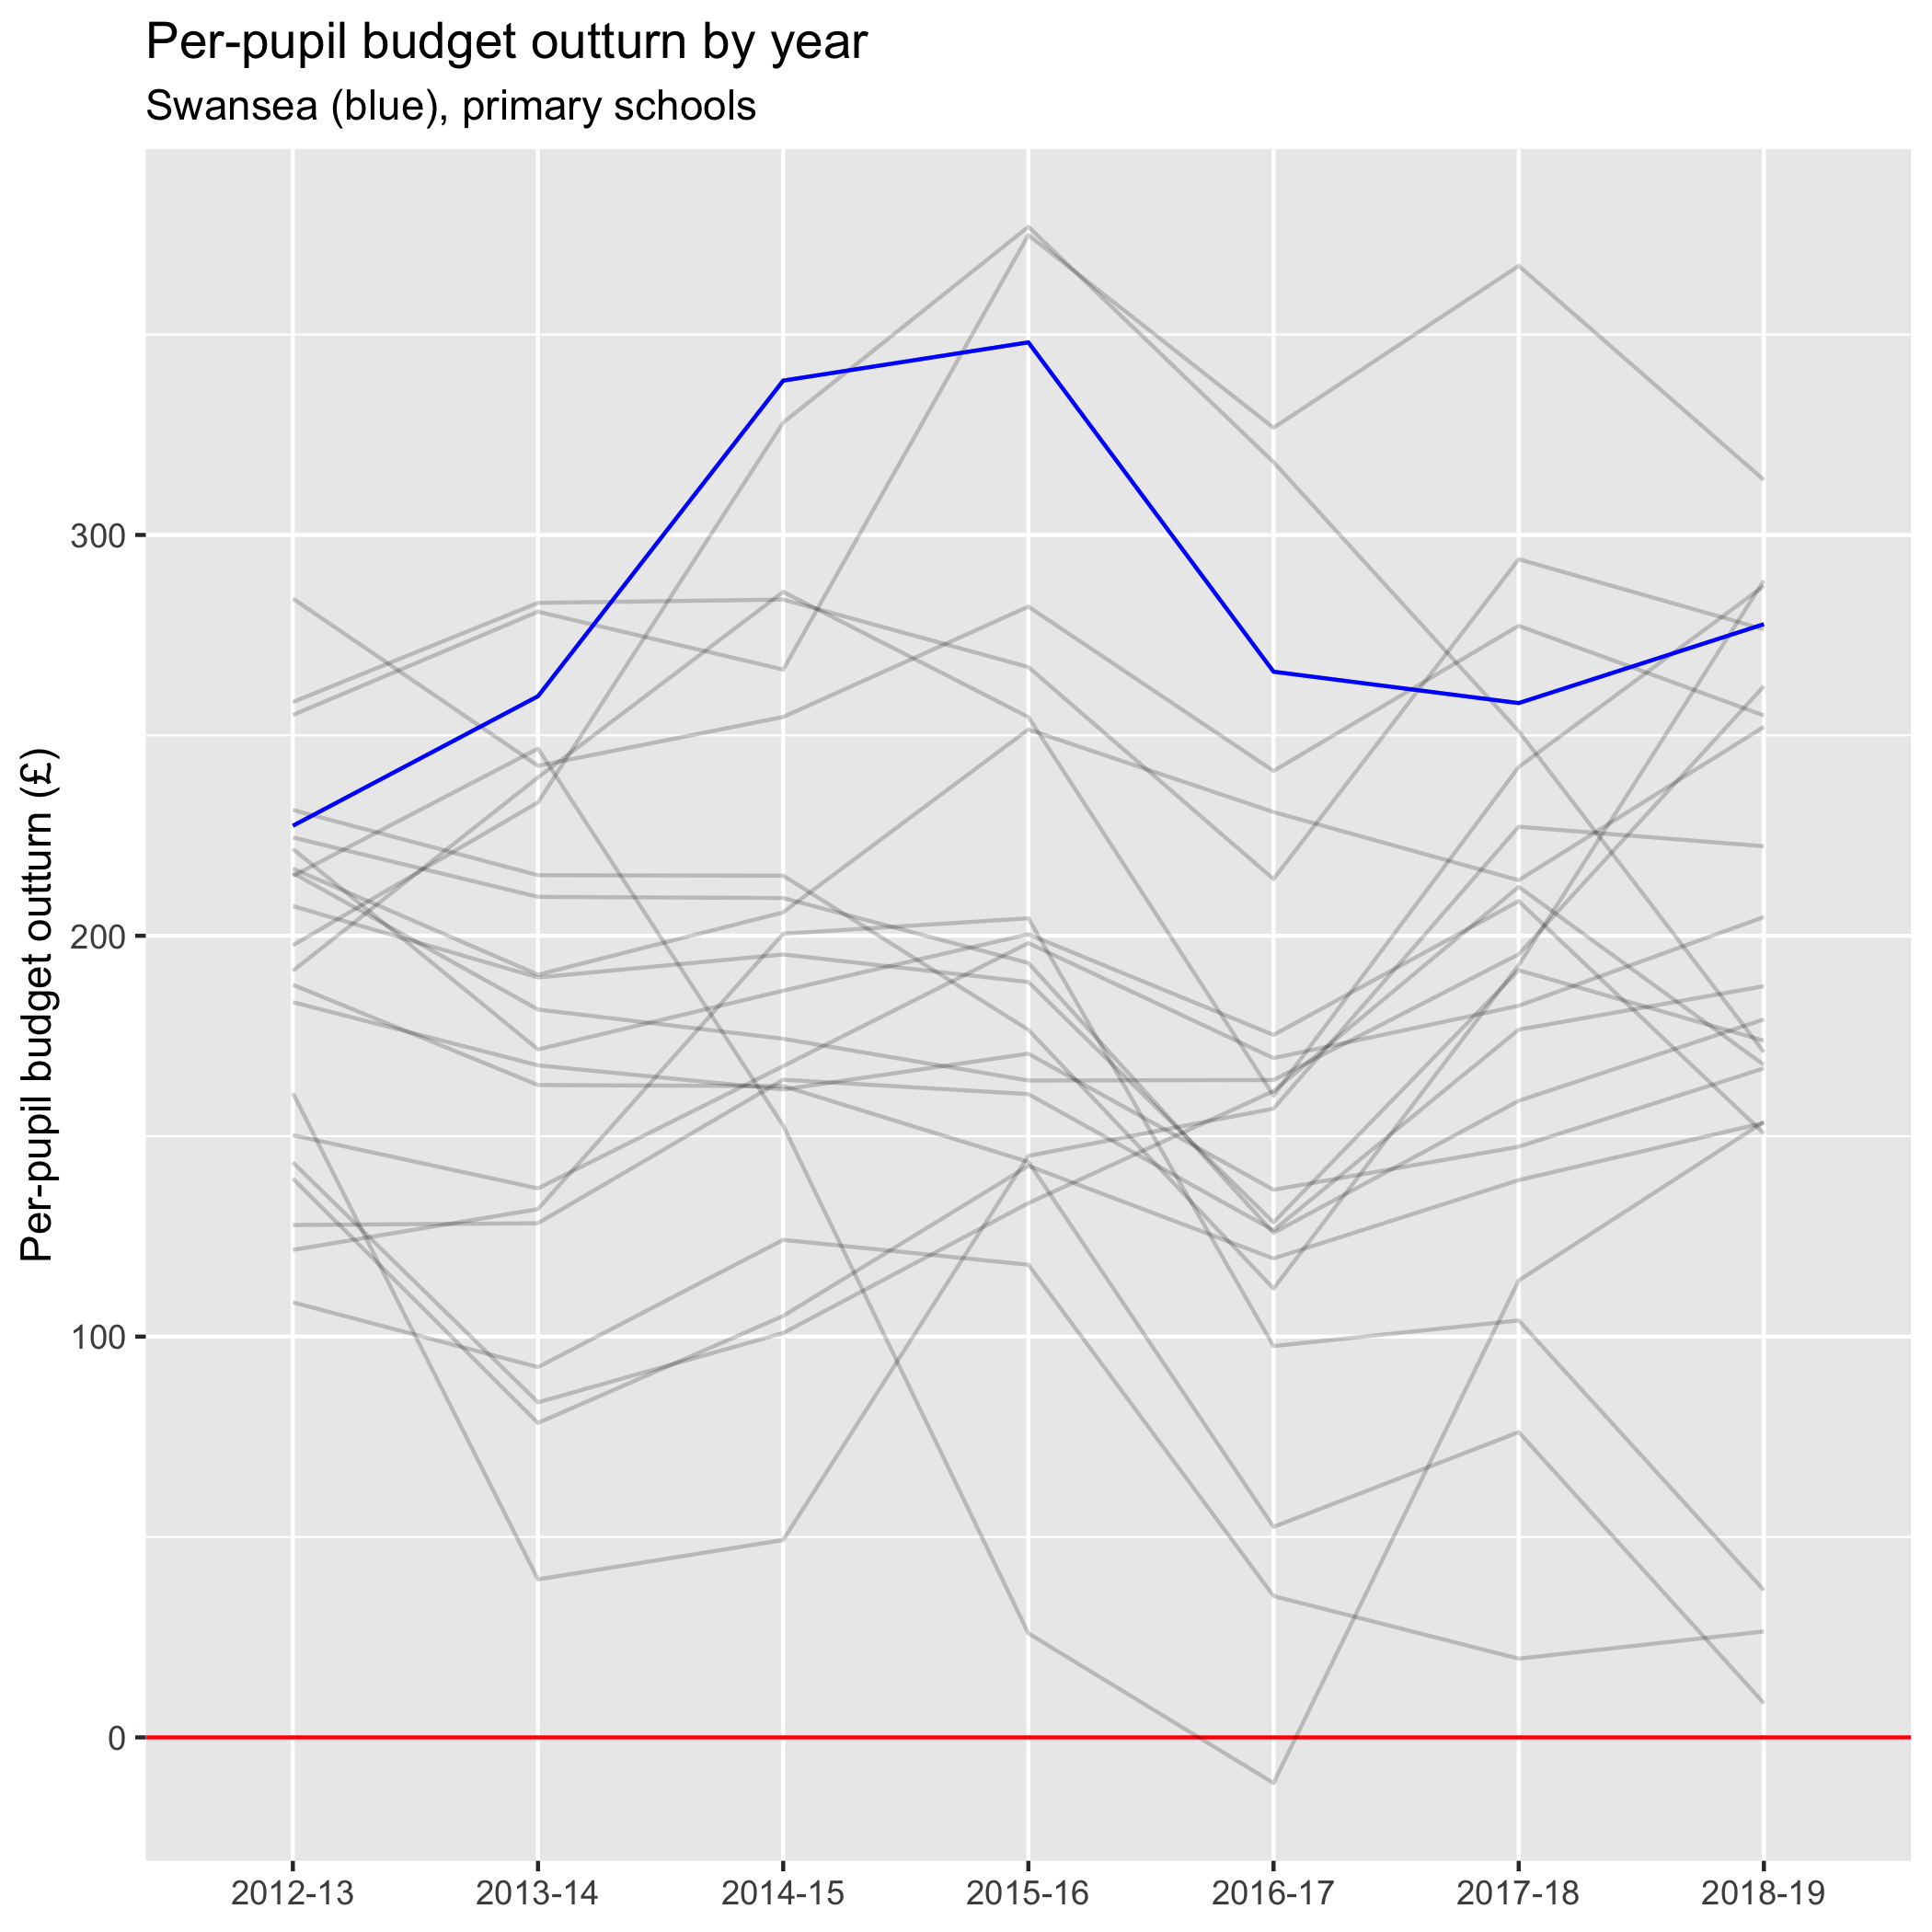 Per-pupil budget outturn by year
Swansea (blue), primary schools
Per-pupil budget outturn (£)
300
200
100
0
2012-13 2013-14 2014-15 2015-16 2016-17 2017-18 2018-19